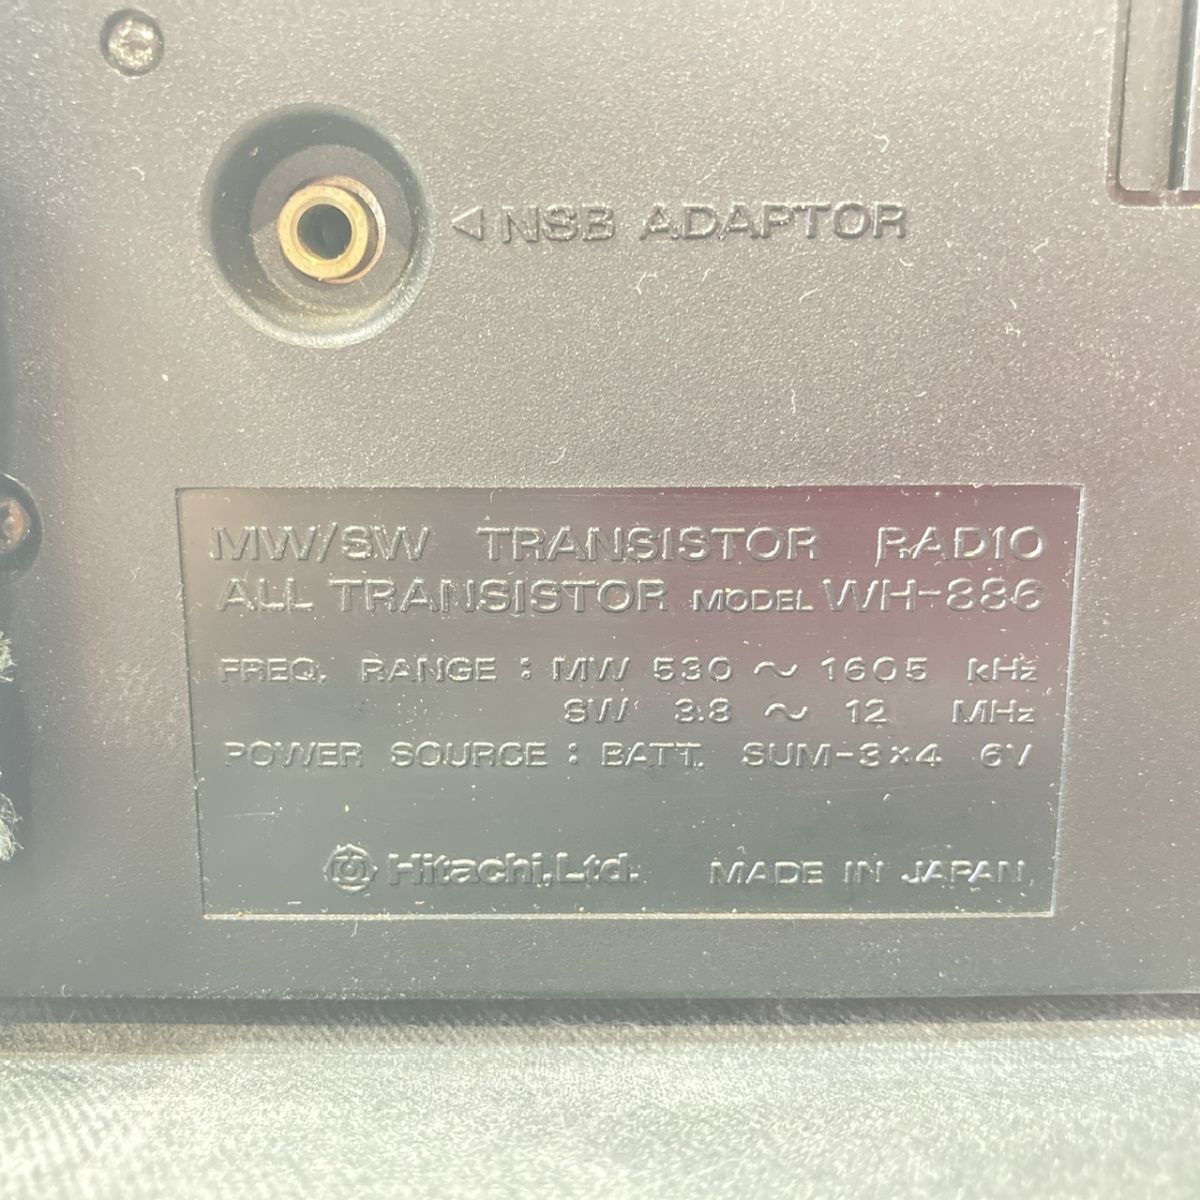 ◁ NSB ADAPTOR
MW/SW TRANSISTOR RADIO
ALL TRANSISTOR MODEL WH-886
FREQ. RANGE : MW 530 ~ 1605 kHz
SW 3.8 ~ 12 MHz
POWER SOURCE : BATT. SUM-3×4 6V
Hitachi, Ltd. MADE IN JAPAN